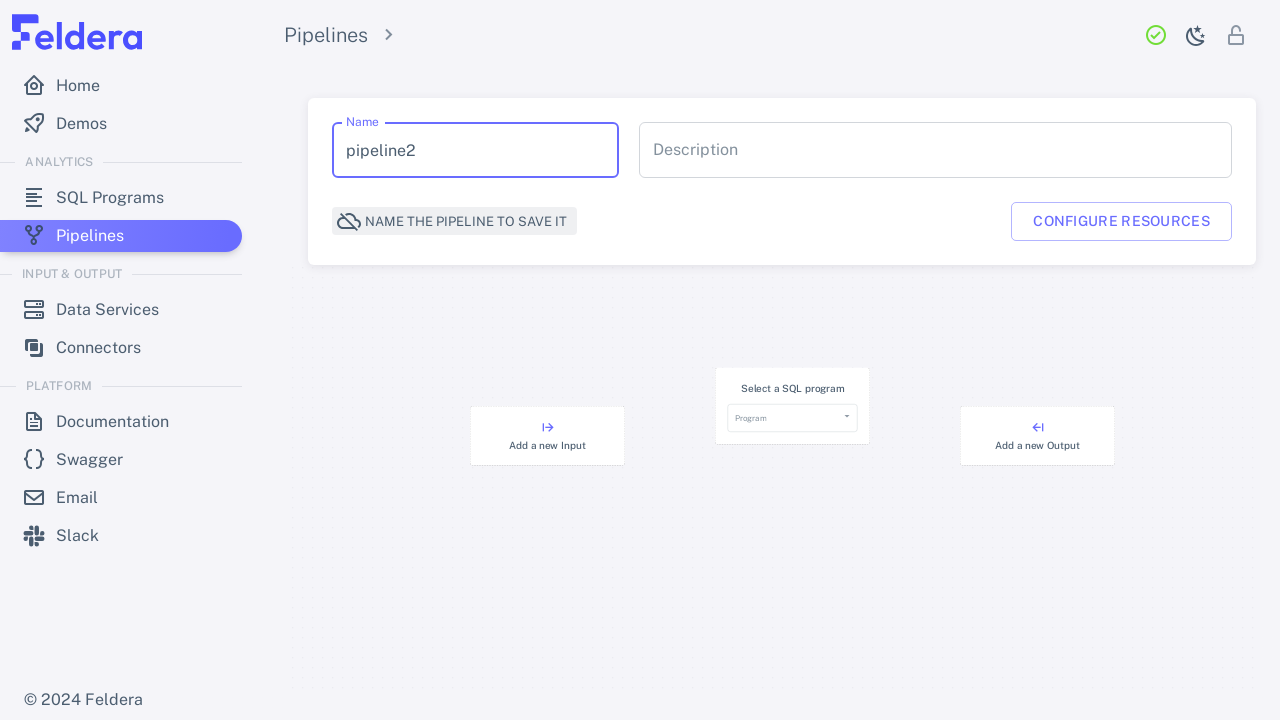 Feldera
Pipelines
Home
Demos
ANALYTICS
SQL Programs
Pipelines
INPUT & OUTPUT
Data Services
Connectors
PLATFORM
Documentation
Swagger
Email
Slack
© 2024 Feldera
Name
pipeline2
Description
NAME THE PIPELINE TO SAVE IT
CONFIGURE RESOURCES
Add a new Input
Select a SQL program
Program
Add a new Output